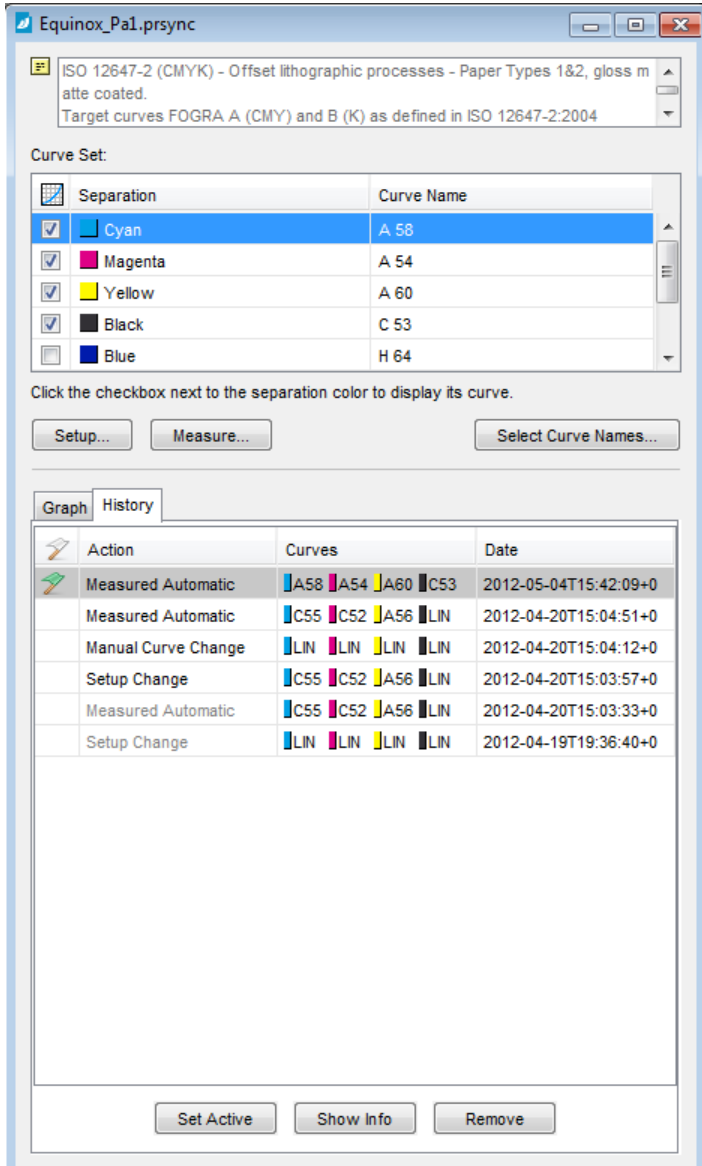 Equinox_Pa1.prsync
ISO 12647-2 (CMYK) - Offset lithographic processes - Paper Types 1&2, gloss m
atte coated.
Target curves FOGRA A (CMY) and B (K) as defined in ISO 12647-2:2004
Curve Set:
Separation Curve Name
Cyan A 58
Magenta A 54
Yellow A 60
Black C 53
Blue H 64
Click the checkbox next to the separation color to display its curve.
Setup... Measure... Select Curve Names...
Graph History
Action Curves Date
Measured Automatic A58 A54 A60 C53 2012-05-04T15:42:09+0
Measured Automatic C55 C52 A56 LIN 2012-04-20T15:04:51+0
Manual Curve Change LIN LIN LIN LIN 2012-04-20T15:04:12+0
Setup Change C55 C52 A56 LIN 2012-04-20T15:03:57+0
Measured Automatic C55 C52 A56 LIN 2012-04-20T15:03:33+0
Setup Change LIN LIN LIN LIN 2012-04-19T19:36:40+0
Set Active Show Info Remove